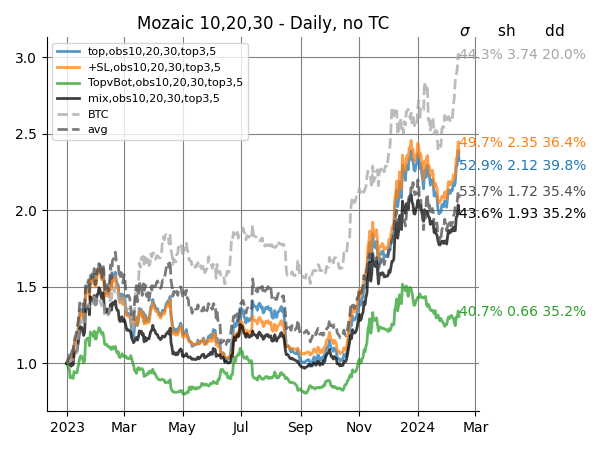 Mozaic 10,20,30 - Daily, no TC
σ sh dd
top,obs10,20,30,top3,5
+SL,obs10,20,30,top3,5
TopvBot,obs10,20,30,top3,5
mix,obs10,20,30,top3,5
BTC
avg
44.3% 3.74 20.0%
49.7% 2.35 36.4%
52.9% 2.12 39.8%
53.7% 1.72 35.4%
43.6% 1.93 35.2%
40.7% 0.66 35.2%
3.0
2.5
2.0
1.5
1.0
2023 Mar May Jul Sep Nov 2024 Mar